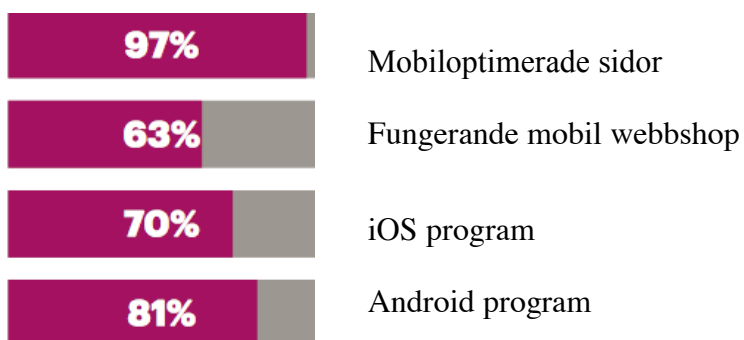 97%
Mobiloptimerade sidor
63%
Fungerande mobil webbshop
70%
iOS program
81%
Android program